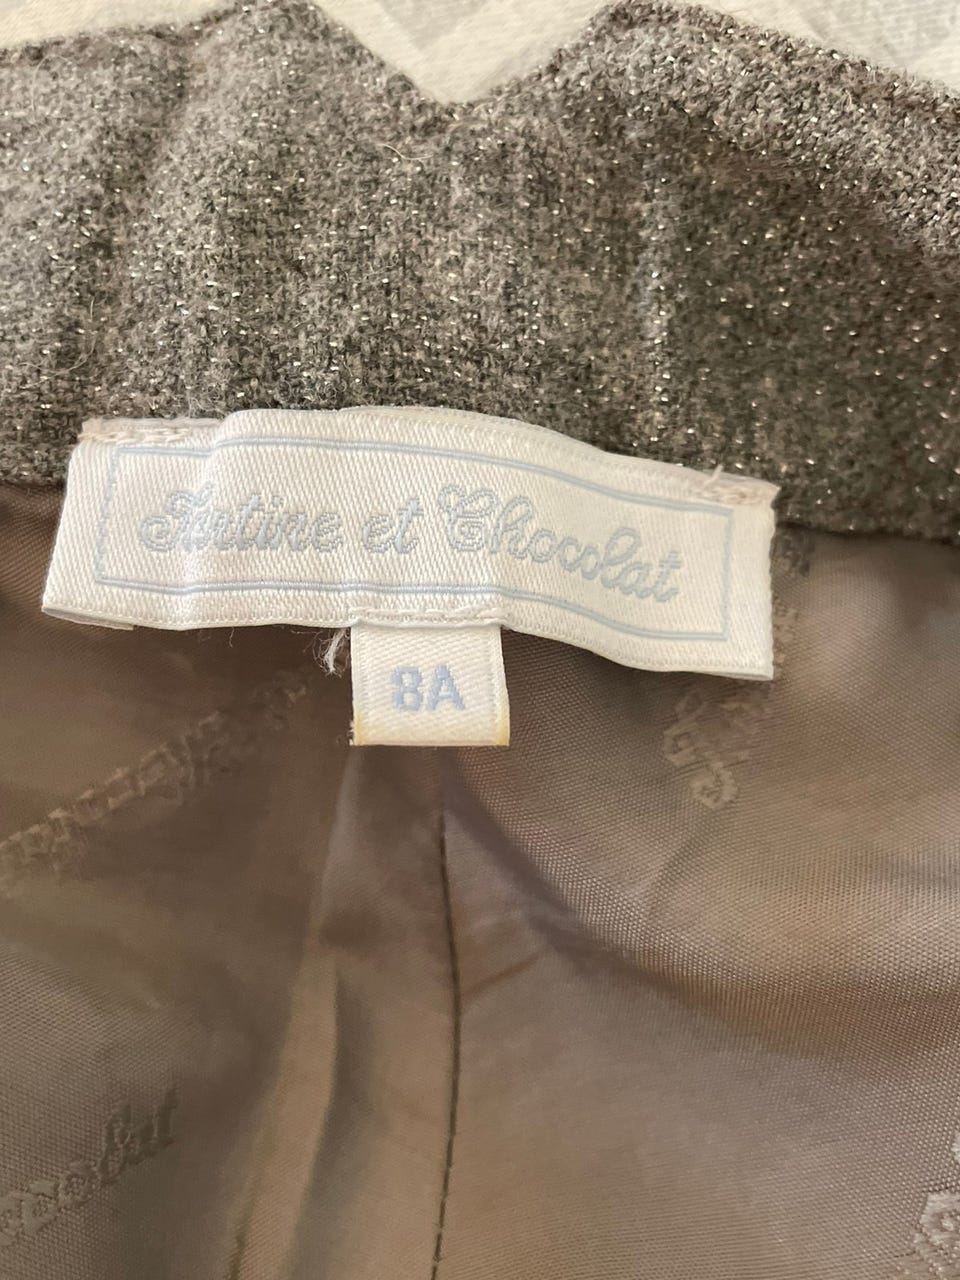 Tartine et Chocolat
8A